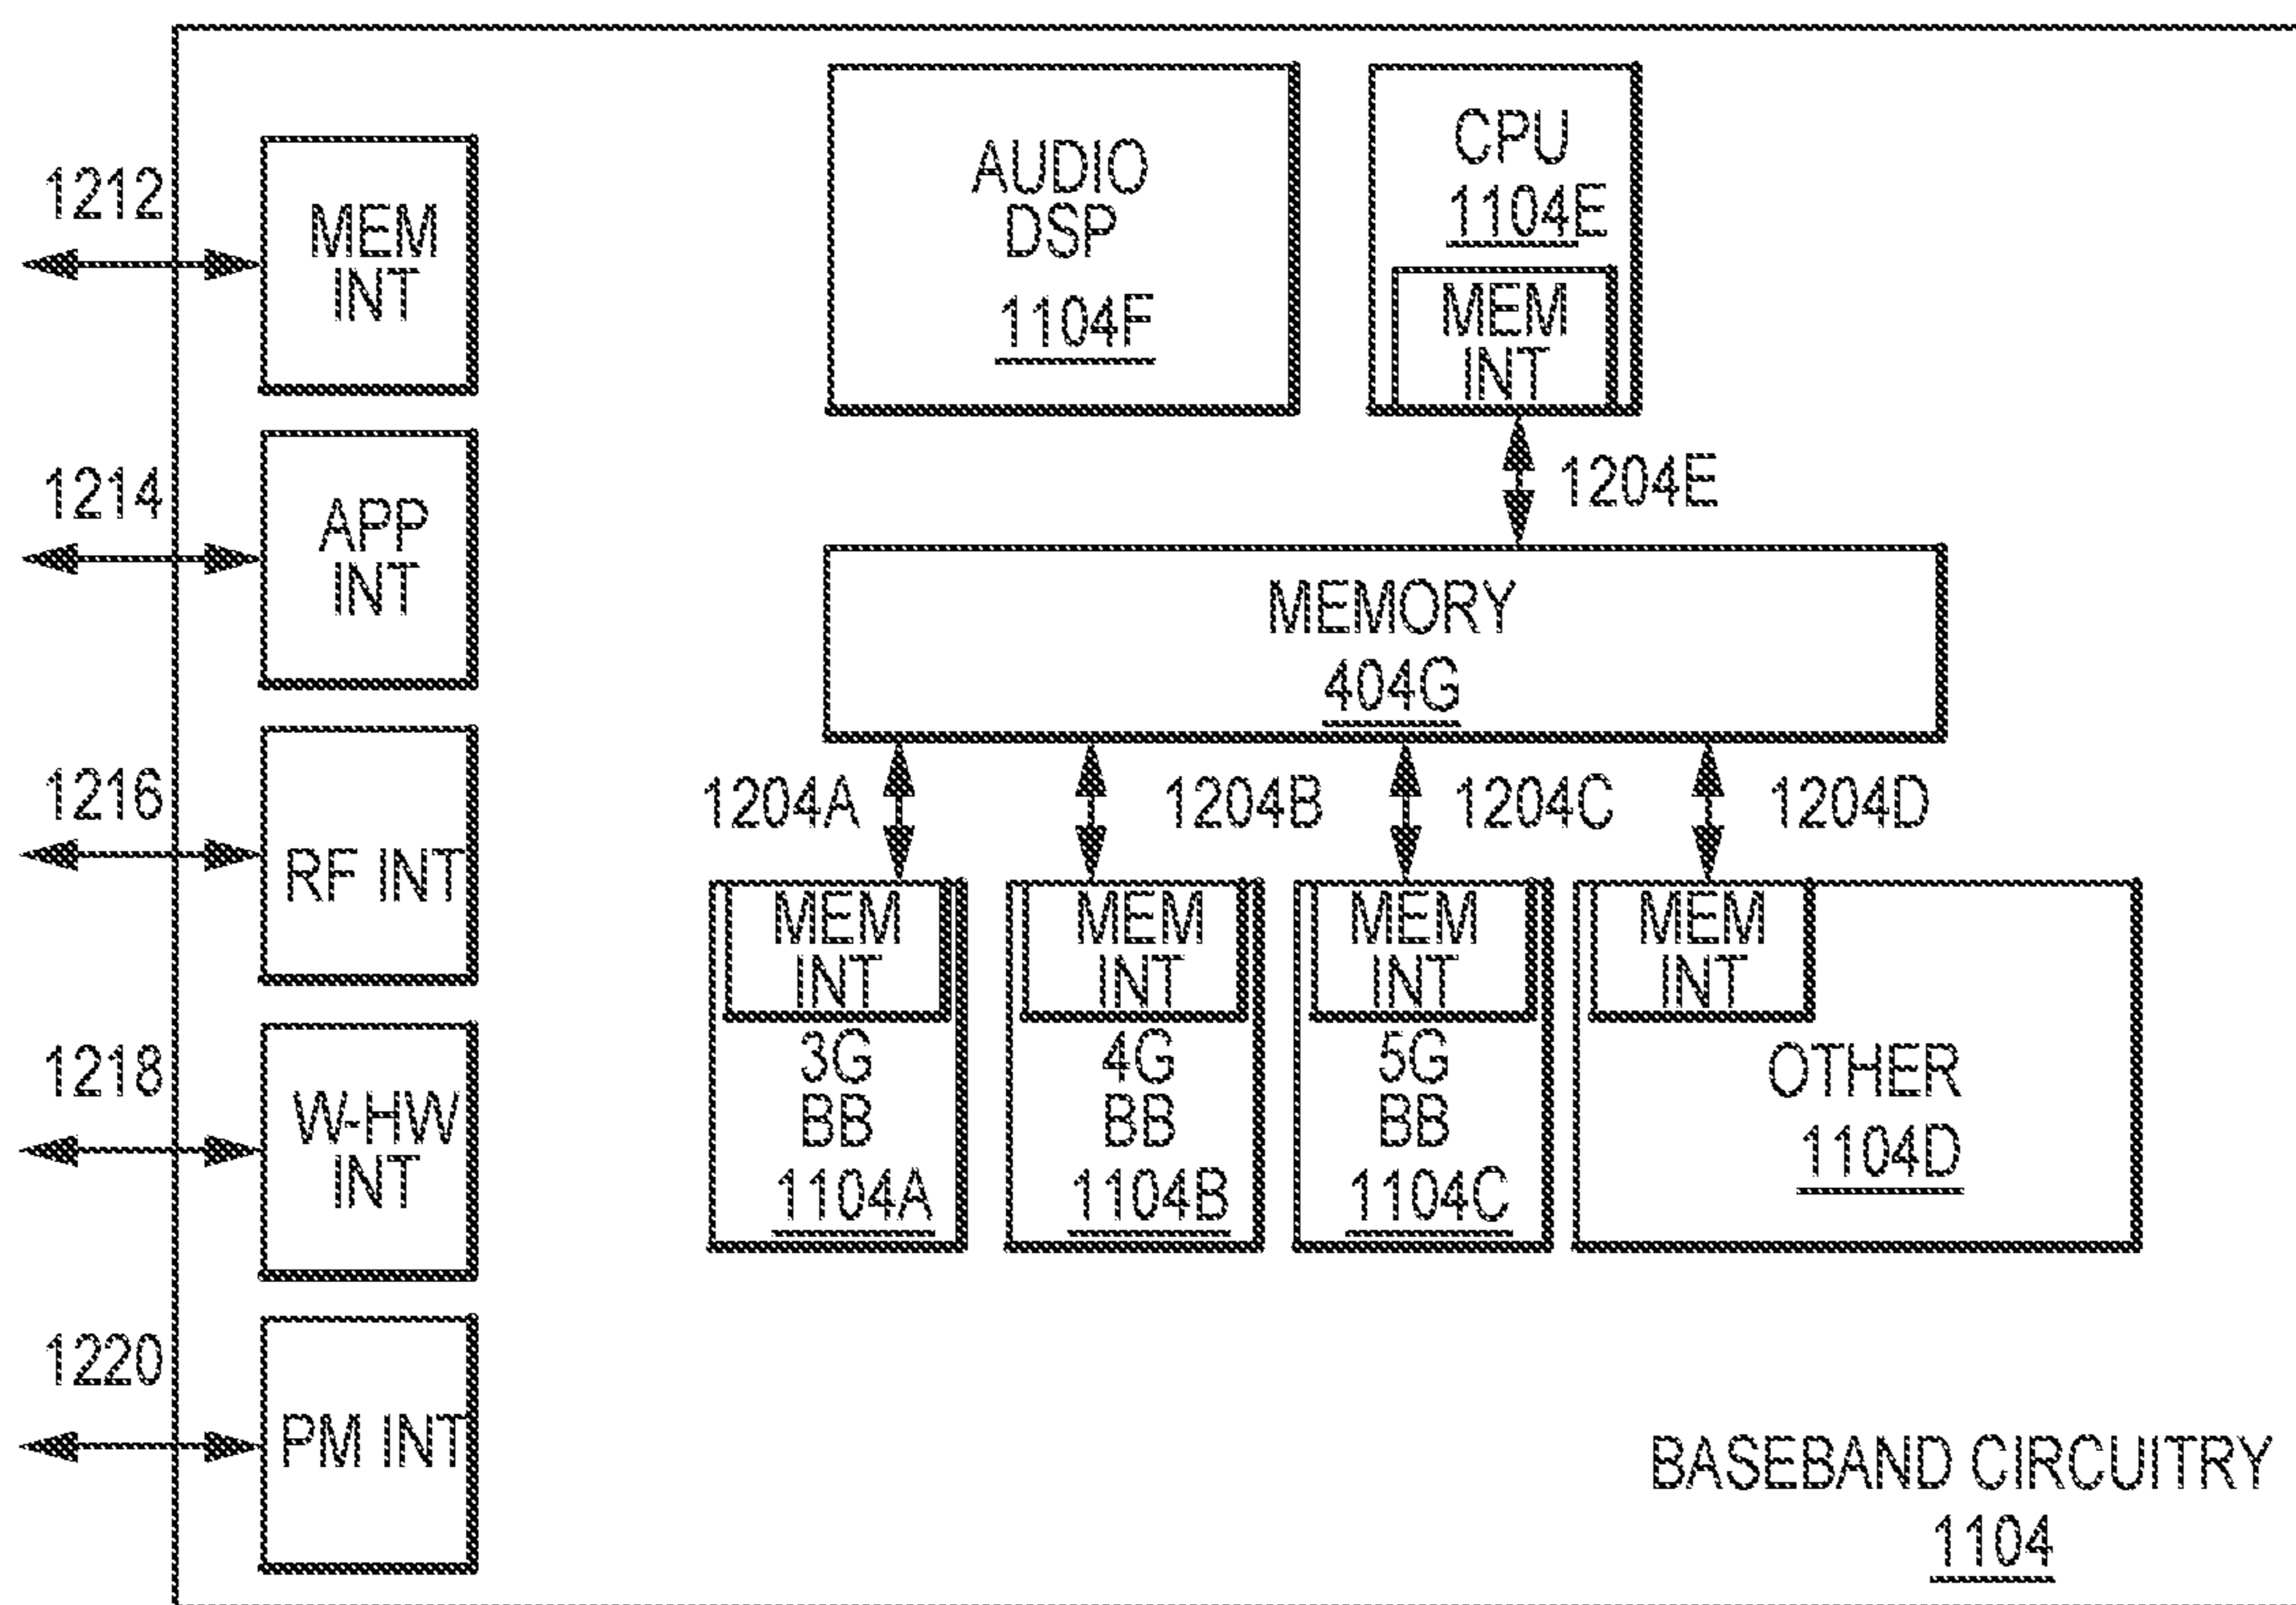 1212
MEM
INT
1214
APP
INT
1216
RF INT
1218
W-HW
INT
1220
PM INT
AUDIO
DSP
1104F
CPU
1104E
MEM
INT
1204E
MEMORY
404G
1204A
1204B
1204C
1204D
MEM
INT
3G
BB
1104A
MEM
INT
4G
BB
1104B
MEM
INT
5G
BB
1104C
MEM
INT
OTHER
1104D
BASEBAND CIRCUITRY
1104